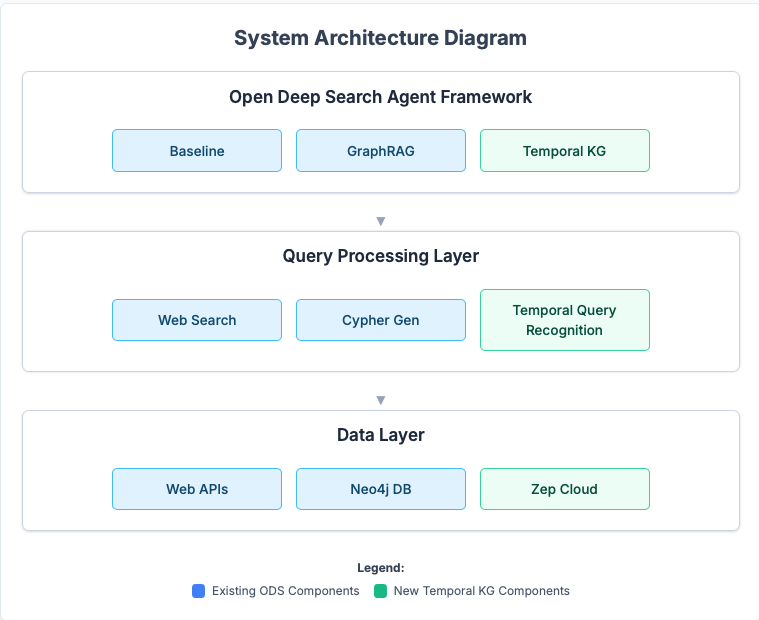 System Architecture Diagram
Open Deep Search Agent Framework
Baseline
GraphRAG
Temporal KG
Query Processing Layer
Web Search
Cypher Gen
Temporal Query
Recognition
Data Layer
Web APIs
Neo4j DB
Zep Cloud
Legend:
Existing ODS Components
New Temporal KG Components